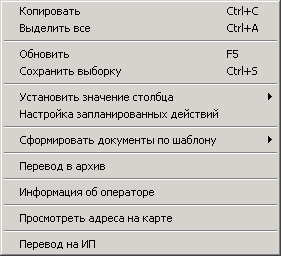 Копировать Ctrl+C
Выделить все Ctrl+A
Обновить F5
Сохранить выборку Ctrl+S
Установить значение столбца
Настройка запланированных действий
Сформировать документы по шаблону
Перевод в архив
Информация об операторе
Просмотреть адреса на карте
Перевод на ИП